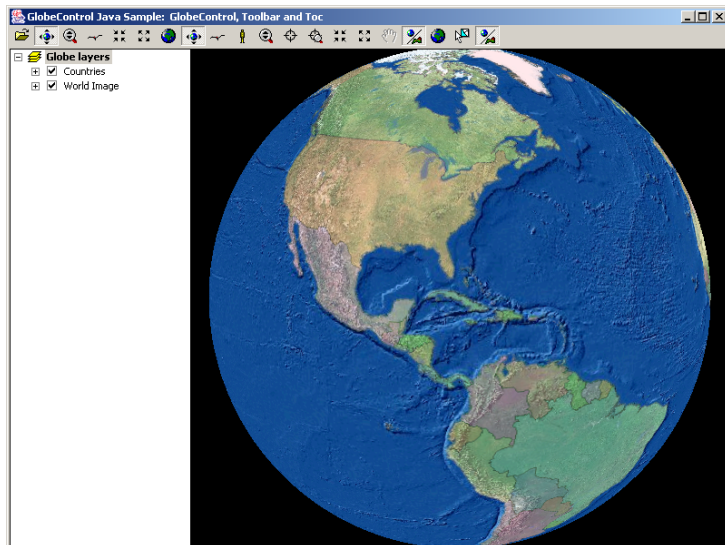 GlobeControl Java Sample: GlobeControl, Toolbar and Toc
Globe layers
Countries
World Image